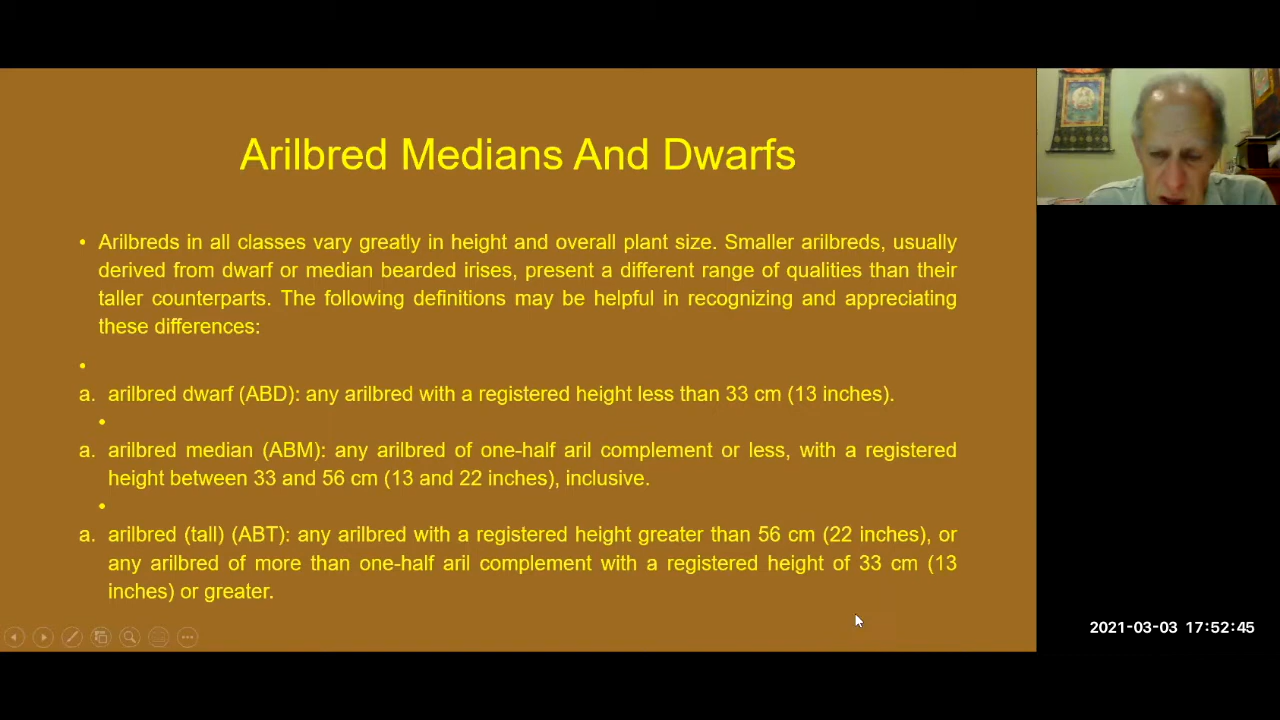 Arilbred Medians And Dwarfs
• Arilbreds in all classes vary greatly in height and overall plant size. Smaller arilbreds, usually
derived from dwarf or median bearded irises, present a different range of qualities than their
taller counterparts. The following definitions may be helpful in recognizing and appreciating
these differences:
•
a. arilbred dwarf (ABD): any arilbred with a registered height less than 33 cm (13 inches).
•
a. arilbred median (ABM): any arilbred of one-half aril complement or less, with a registered
height between 33 and 56 cm (13 and 22 inches), inclusive.
•
a. arilbred (tall) (ABT): any arilbred with a registered height greater than 56 cm (22 inches), or
any arilbred of more than one-half aril complement with a registered height of 33 cm (13
inches) or greater.
2021-03-03 17:52:45